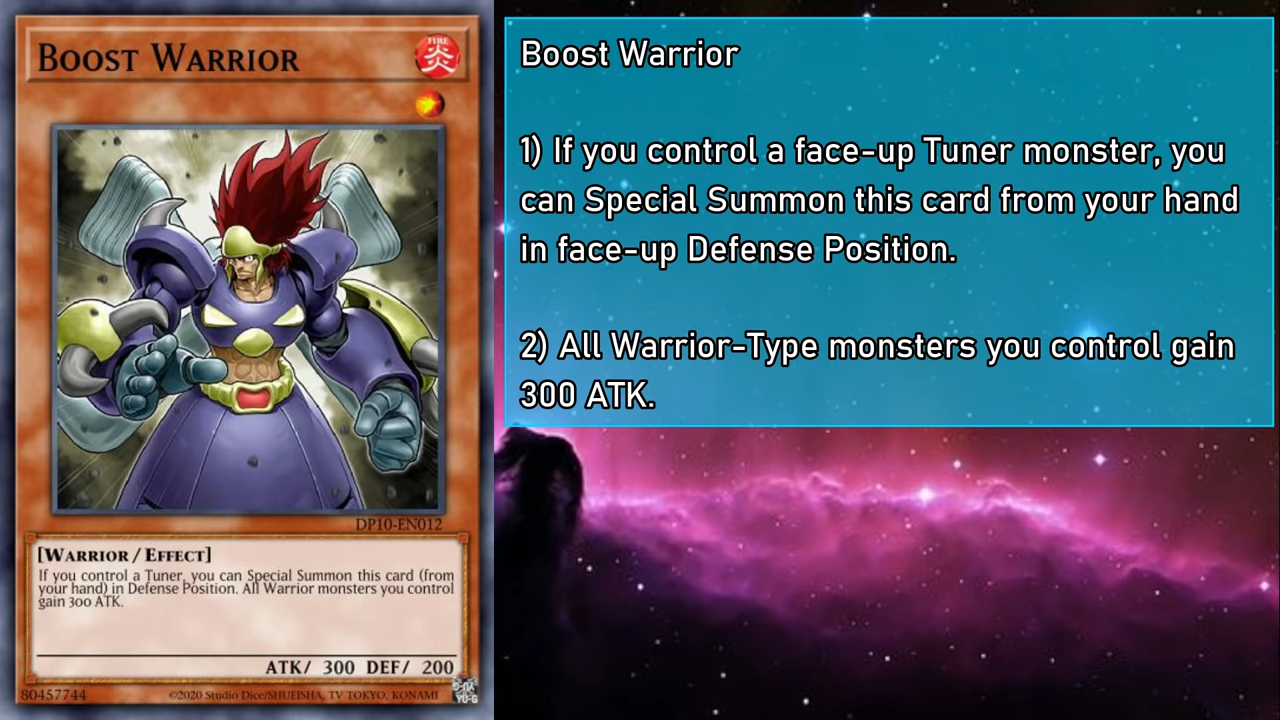 BOOST WARRIOR
FIRE
炎
DP10-EN012
[WARRIOR / EFFECT]
If you control a Tuner, you can Special Summon this card (from
your hand) in Defense Position. All Warrior monsters you control
gain 300 ATK.
ATK/ 300 DEF/ 200
80457744
©2020 Studio Dice/SHUEISHA, TV TOKYO, KONAMI
Boost Warrior
1) If you control a face-up Tuner monster, you
can Special Summon this card from your hand
in face-up Defense Position.
2) All Warrior-Type monsters you control gain
300 ATK.